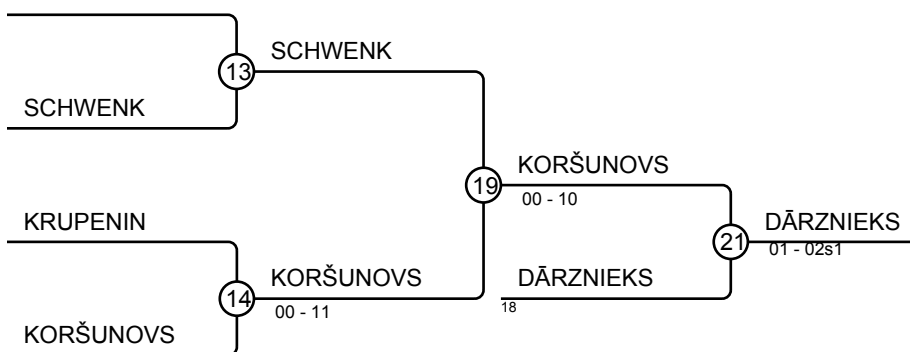 SCHWENK
13
SCHWENK
KORŠUNOVS
19
00 - 10
KRUPENIN
DĀRZNIEKS
21
01 - 02s1
KORŠUNOVS
DĀRZNIEKS
14
00 - 11
18
KORŠUNOVS